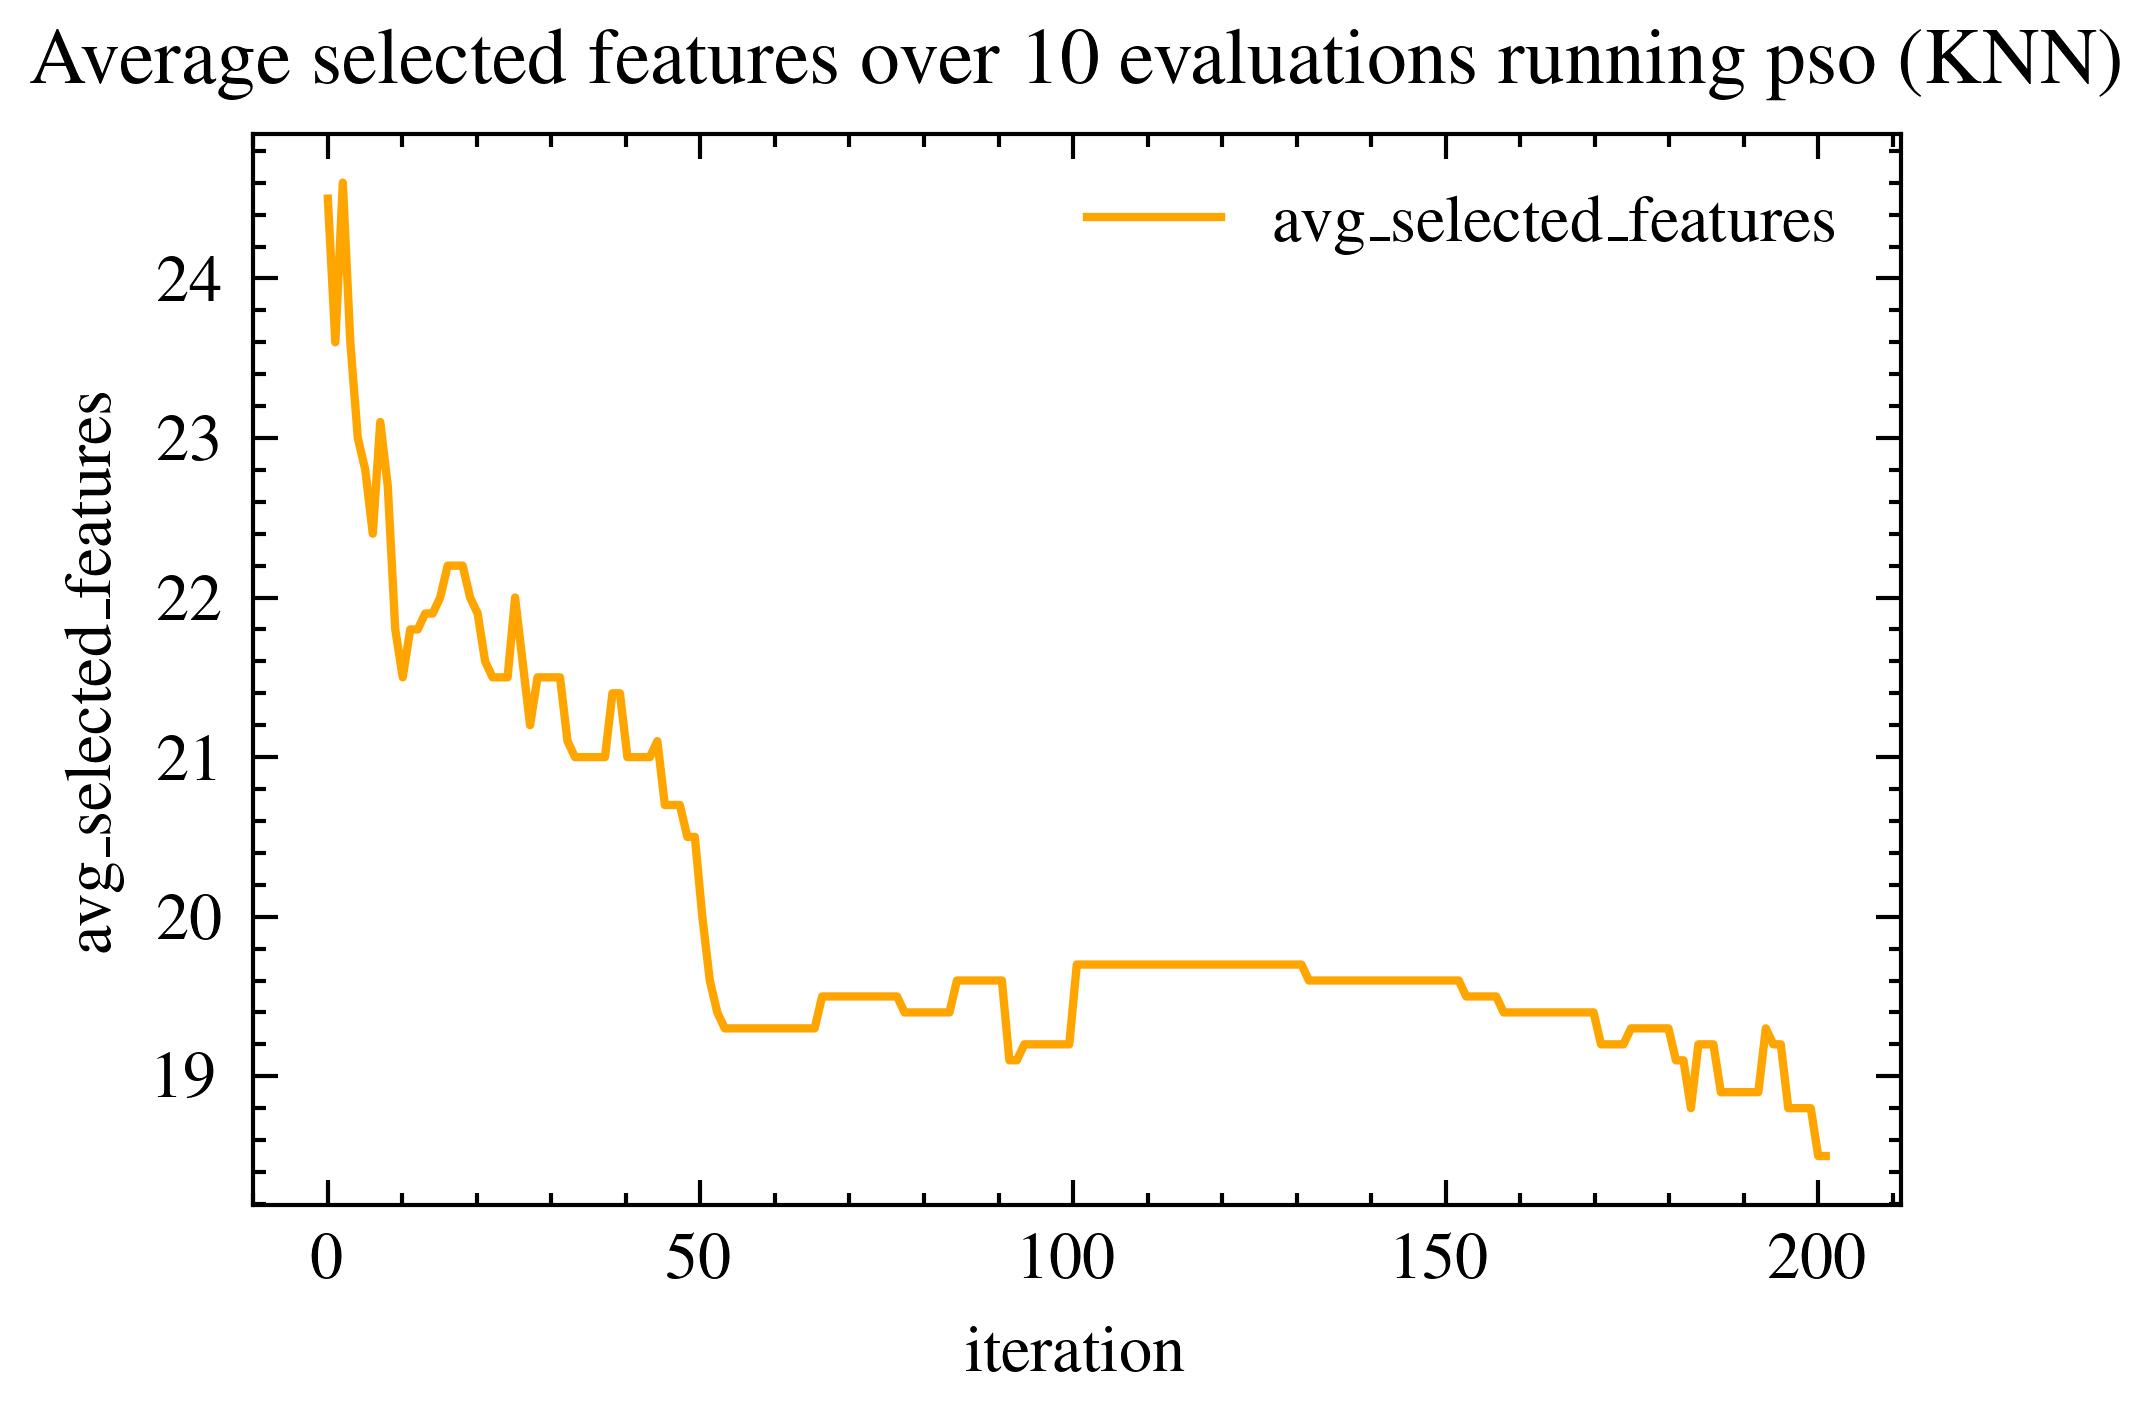 Average selected features over 10 evaluations running pso (KNN)
avg_selected_features
avg_selected_features
24
23
22
21
20
19
0 50 100 150 200
iteration